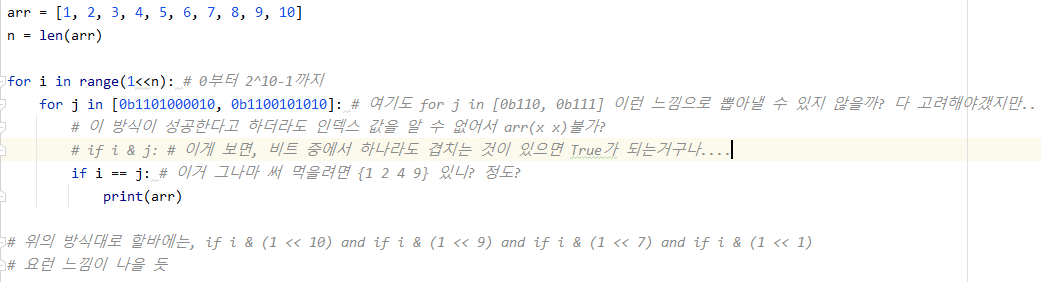 arr = [1, 2, 3, 4, 5, 6, 7, 8, 9, 10]
n = len(arr)
for i in range(1<<n): # 0부터 2^10-1까지
for j in [0b1101000010, 0b1100101010]: # 여기도 for j in [0b110, 0b111] 이런 느낌으로 뽑아낼 수 있지 않을까? 다 고려해야겠지만..
# 이 방식이 성공한다고 하더라도 인덱스 값을 알 수 없어서 arr(x x)불가?
# if i & j: # 이게 보면, 비트 중에서 하나라도 겹치는 것이 있으면 True가 되는거구나....
if i == j: # 이거 그나마 써 먹을려면 {1 2 4 9} 있니? 정도?
print(arr)
# 위의 방식대로 할바에는, if i & (1 << 10) and if i & (1 << 9) and if i & (1 << 7) and if i & (1 << 1)
# 요런 느낌이 나을 듯